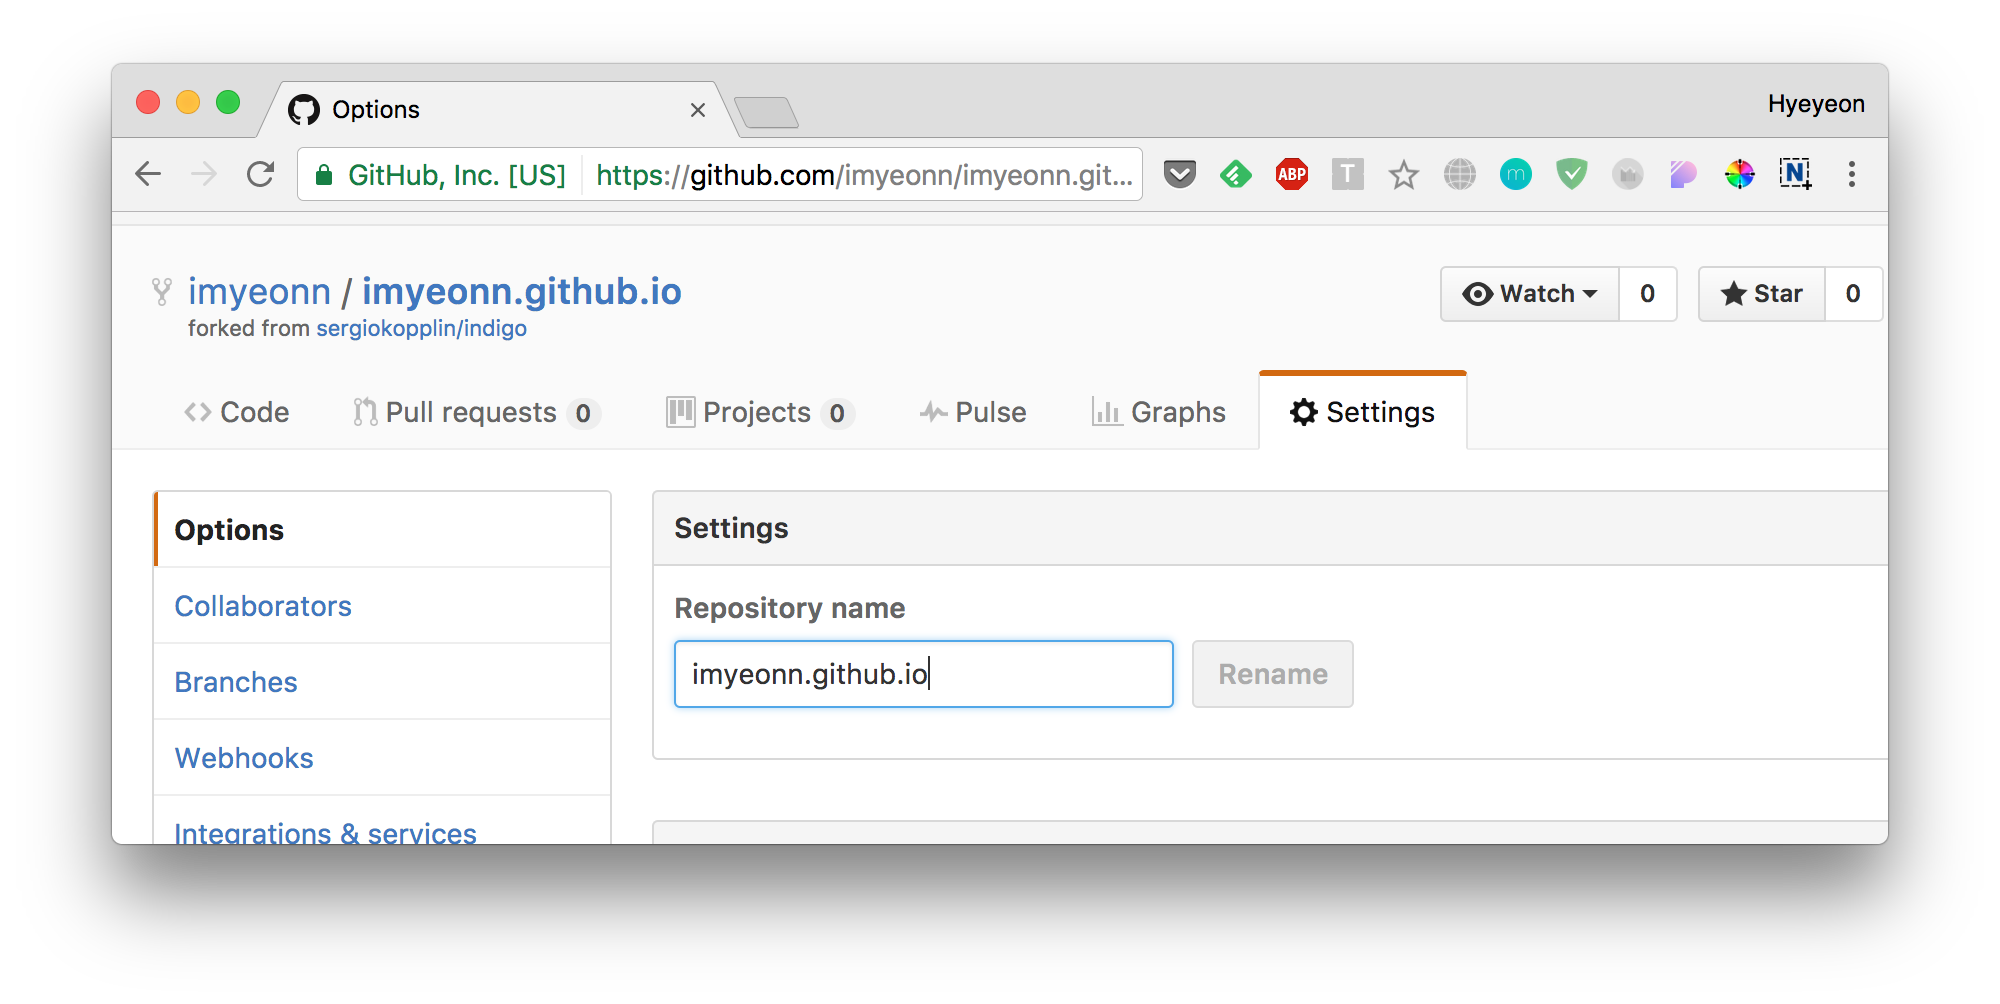 Options
Hyeyeon
GitHub, Inc. [US] https://github.com/imyeonn/imyeonn.git...
ABP T m N
imyeonn / imyeonn.github.io
forked from sergiokopplin/indigo
Watch 0 Star 0
Code Pull requests 0 Projects 0 Pulse Graphs Settings
Options
Collaborators
Branches
Webhooks
Integrations & services
Settings
Repository name
imyeonn.github.io Rename